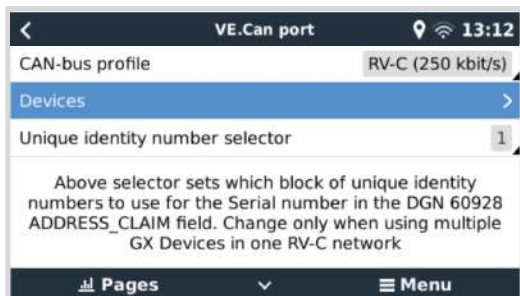 VE.Can port 13:12
CAN-bus profile RV-C (250 kbit/s)
Devices
Unique identity number selector 1
Above selector sets which block of unique identity
numbers to use for the Serial number in the DGN 60928
ADDRESS_CLAIM field. Change only when using multiple
GX Devices in one RV-C network
Pages Menu